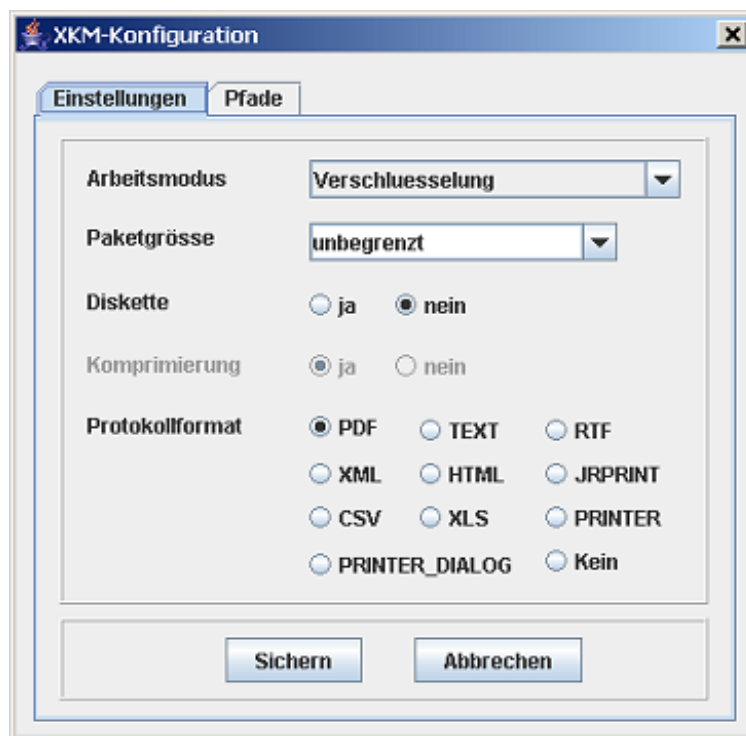 XKM-Konfiguration
Einstellungen Pfade
Arbeitsmodus Verschluesselung
Paketgrösse unbegrenzt
Diskette ja nein
Komprimierung ja nein
Protokollformat PDF TEXT RTF
XML HTML JRPRINT
CSV XLS PRINTER
PRINTER_DIALOG Kein
Sichern Abbrechen